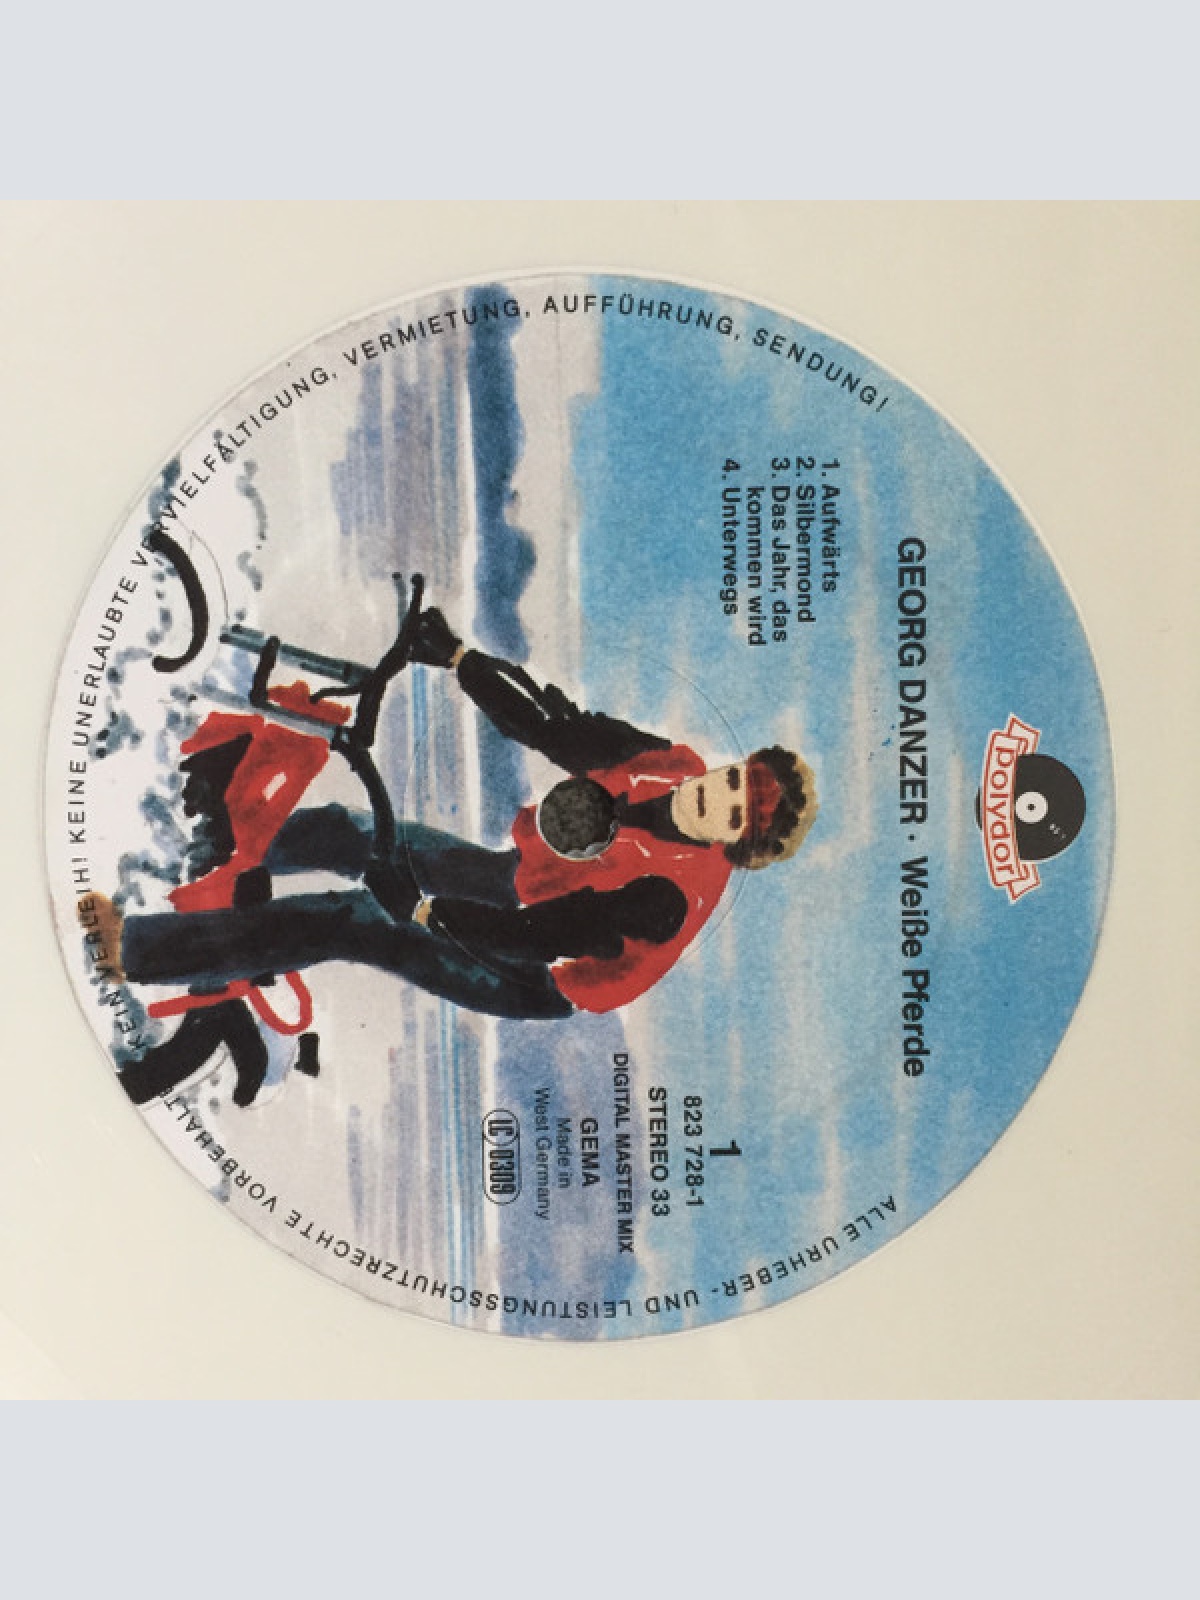 polydor
GEORG DANZER · Weiße Pferde
1. Aufwärts
2. Silbermond
3. Das Jahr, das
kommen wird
4. Unterwegs
1
823 728-1
STEREO 33
DIGITAL MASTER MIX
GEMA
Made in
West Germany
LC 0309
ALLE URHEBER- UND LEISTUNGSSCHUTZRECHTE VORBEHALTEN
KEIN VERLEIH! KEINE UNERLAUBTE VERVIELFÄLTIGUNG, VERMIETUNG, AUFFÜHRUNG, SENDUNG!